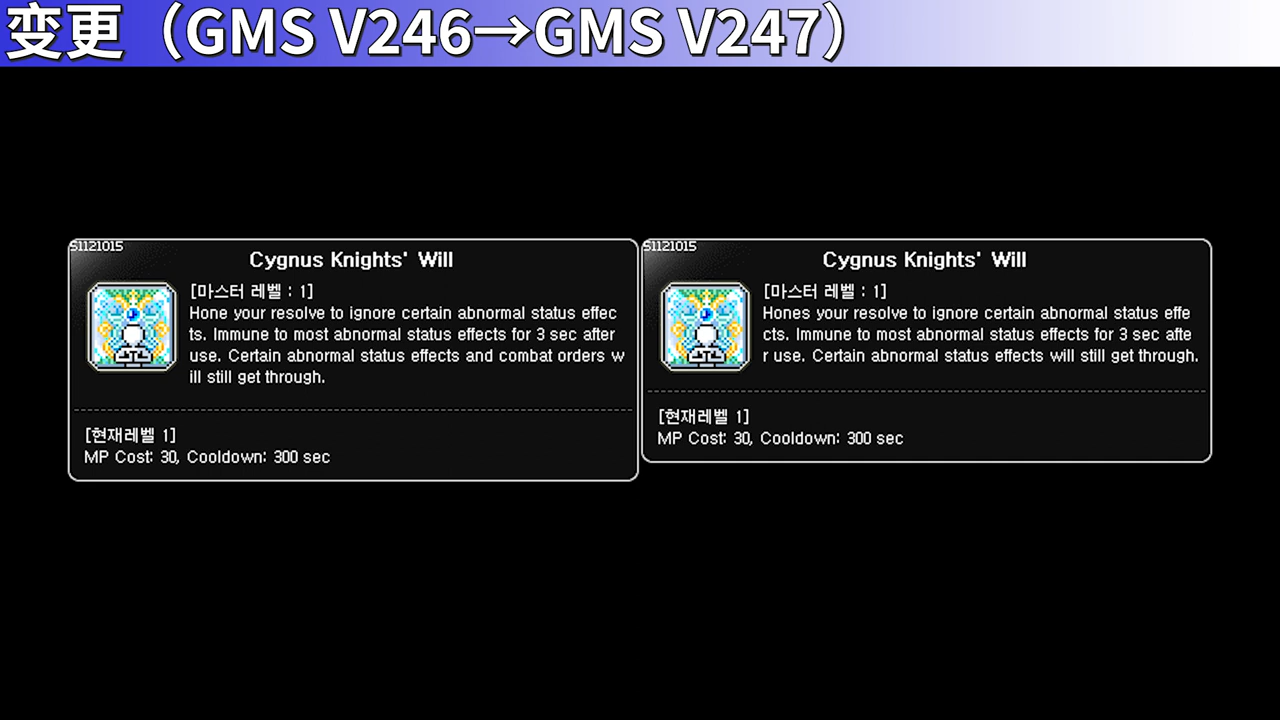 变更（GMS V246→GMS V247）
51121015
Cygnus Knights' Will
[마스터 레벨 : 1]
Hone your resolve to ignore certain abnormal status effec
ts. Immune to most abnormal status effects for 3 sec after
use. Certain abnormal status effects and combat orders w
ill still get through.
[현재레벨 1]
MP Cost: 30, Cooldown: 300 sec
51121015
Cygnus Knights' Will
[마스터 레벨 : 1]
Hones your resolve to ignore certain abnormal status effe
cts. Immune to most abnormal status effects for 3 sec afte
r use. Certain abnormal status effects will still get through.
[현재레벨 1]
MP Cost: 30, Cooldown: 300 sec